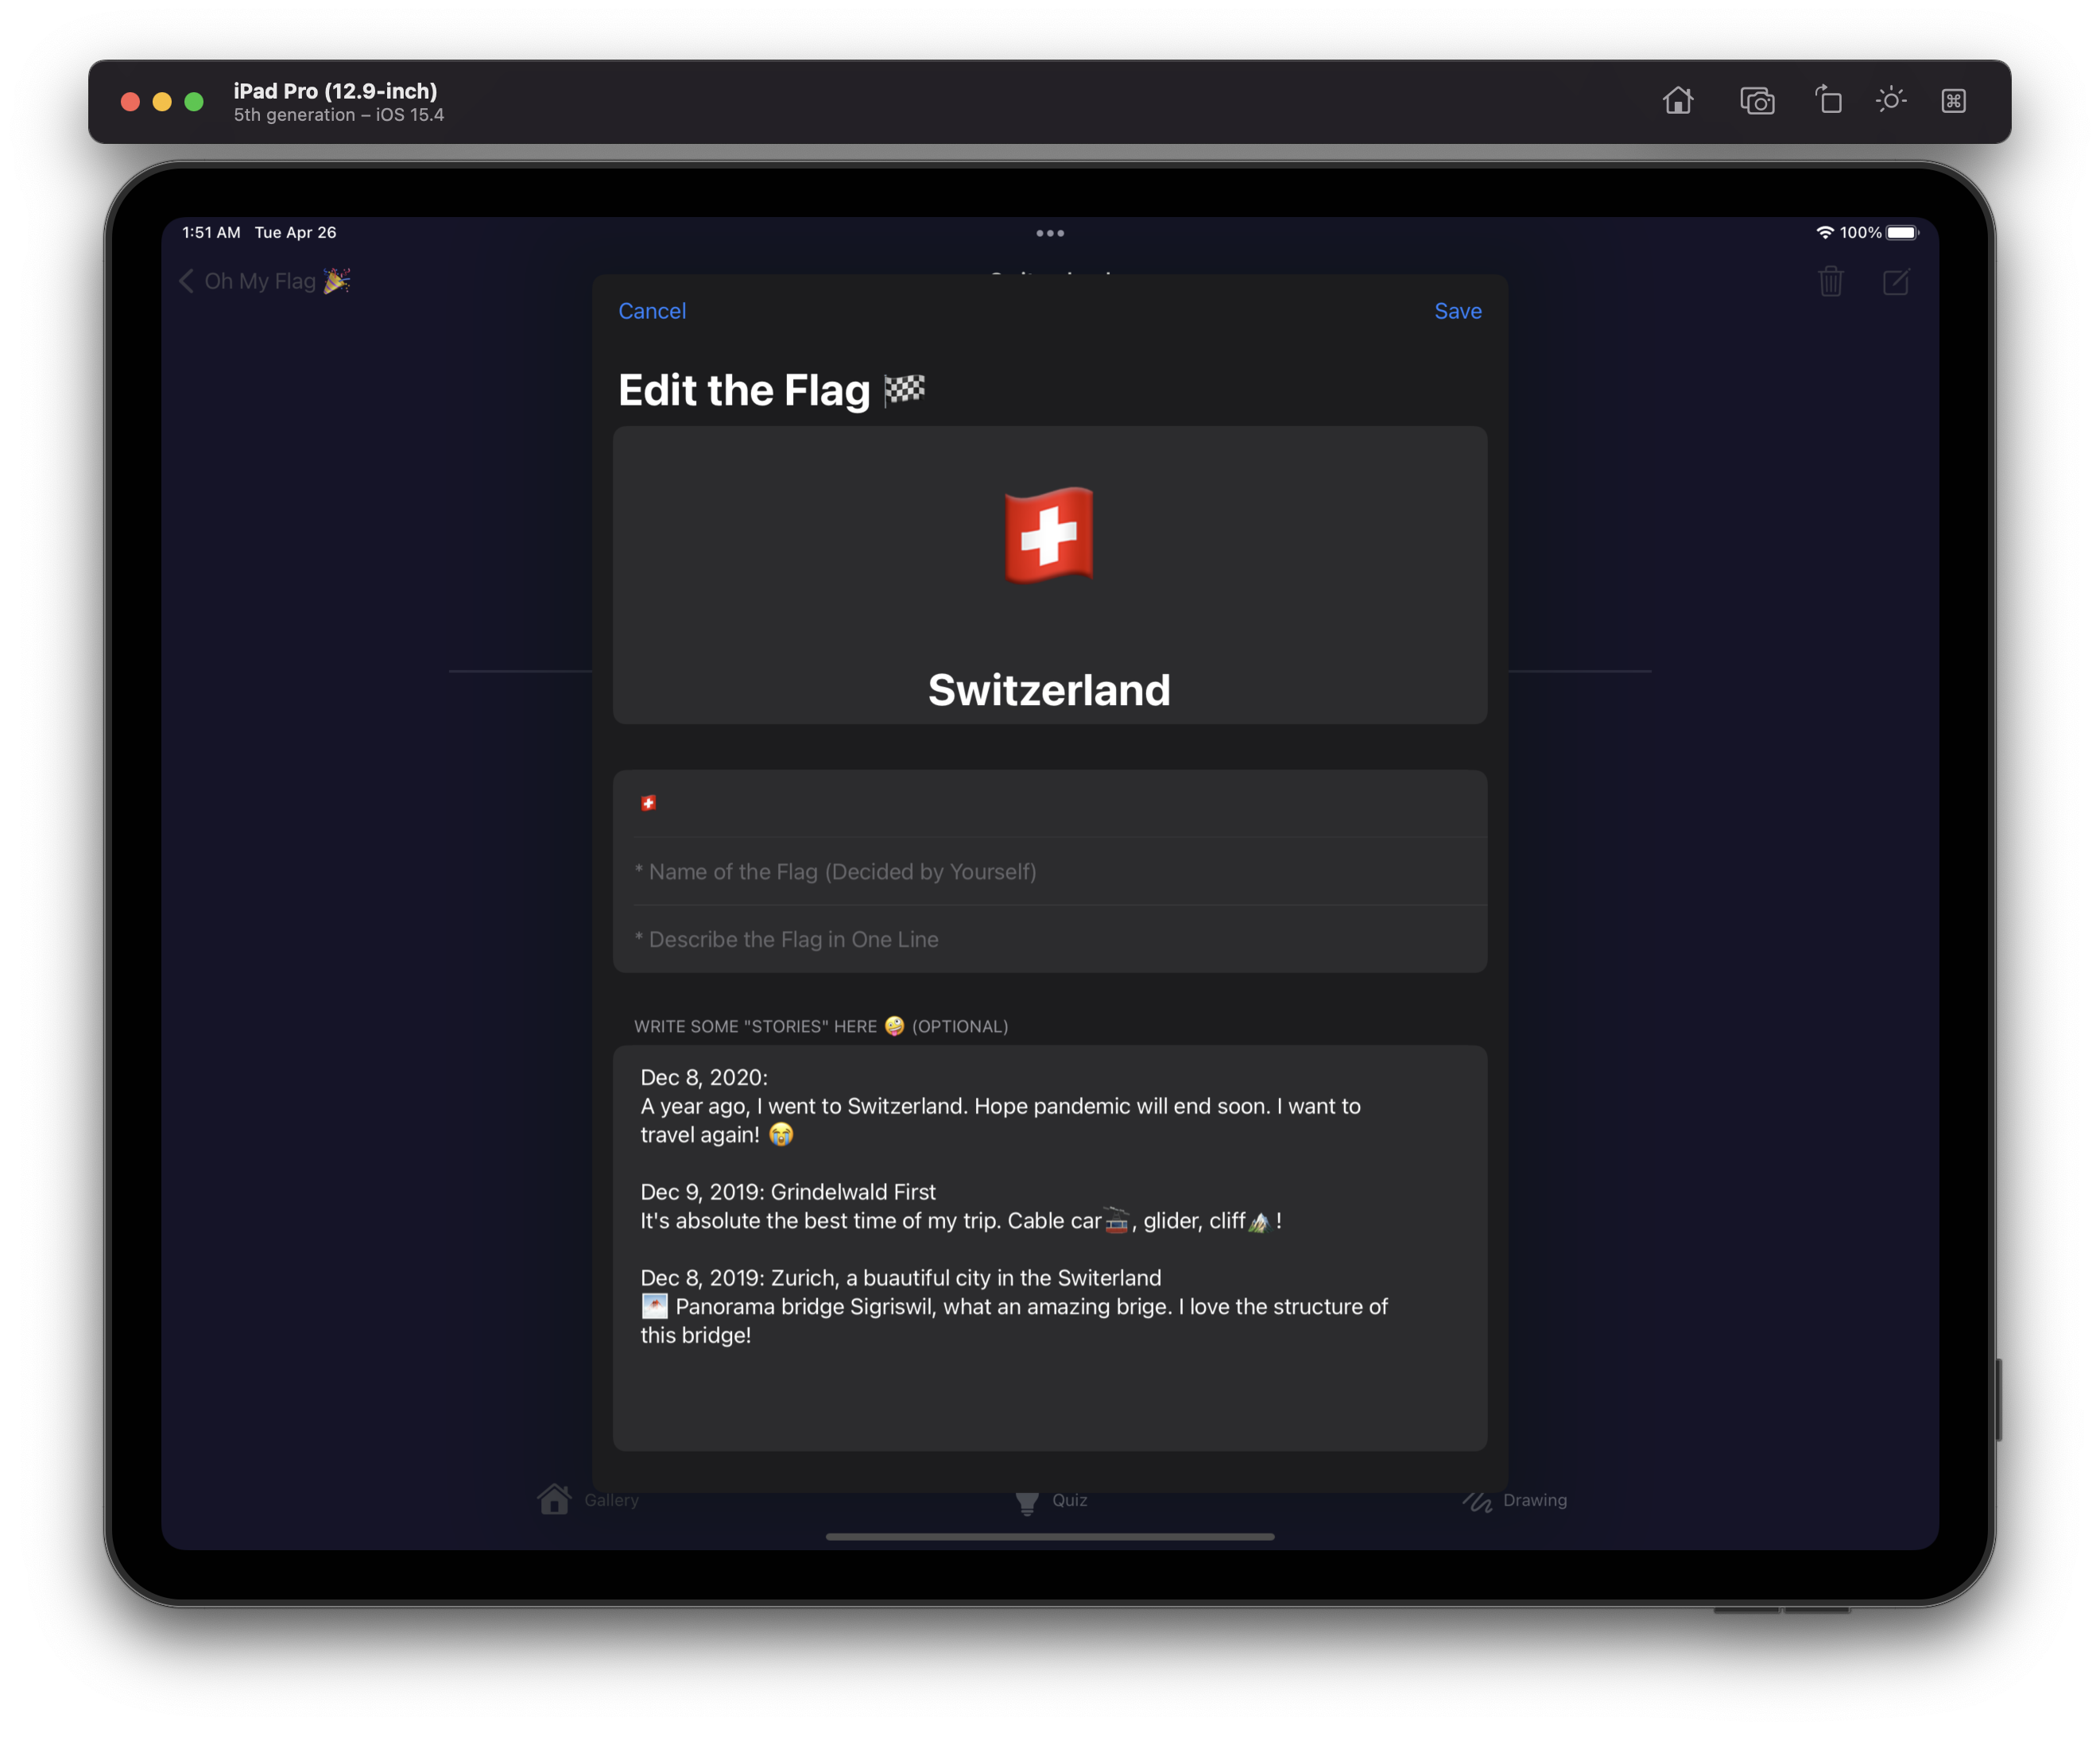 iPad Pro (12.9-inch)
5th generation – iOS 15.4
1:51 AM Tue Apr 26
100%
Oh My Flag 🎉
Cancel
Save
Edit the Flag 🏁
Switzerland
🇨🇭
* Name of the Flag (Decided by Yourself)
* Describe the Flag in One Line
WRITE SOME "STORIES" HERE 🤪 (OPTIONAL)
Dec 8, 2020:
A year ago, I went to Switzerland. Hope pandemic will end soon. I want to
travel again! 😭
Dec 9, 2019: Grindelwald First
It's absolute the best time of my trip. Cable car🚡, glider, cliff⛰ !
Dec 8, 2019: Zurich, a buautiful city in the Switerland
🌁 Panorama bridge Sigriswil, what an amazing brige. I love the structure of
this bridge!
Gallery
Quiz
Drawing